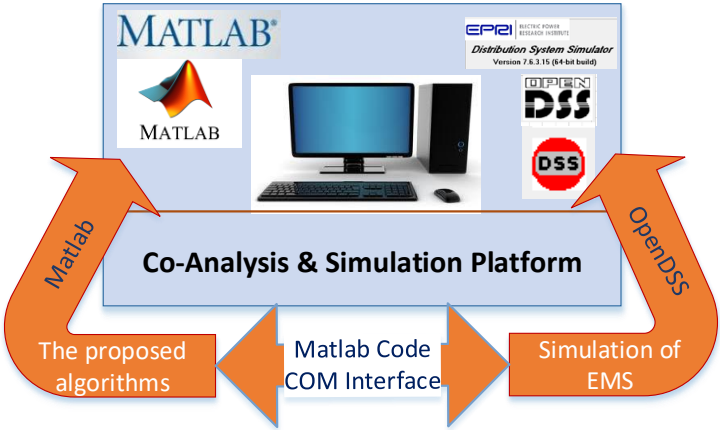 MATLAB®
MATLAB
EPRI ELECTRIC POWER
RESEARCH INSTITUTE
Distribution System Simulator
Version 7.6.3.15 (64-bit build)
OPEN
DSS
DSS
Matlab
OpenDSS
Co-Analysis & Simulation Platform
The proposed
algorithms
Matlab Code
COM Interface
Simulation of
EMS